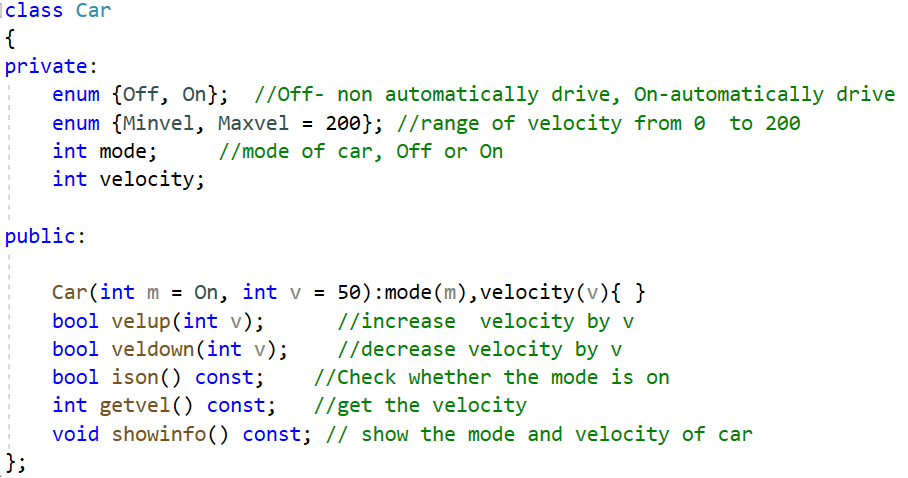 class Car
{
private:
    enum {Off, On};  //Off- non automatically drive, On-automatically drive
    enum {Minvel, Maxvel = 200}; //range of velocity from 0  to 200
    int mode;     //mode of car, Off or On
    int velocity;
public:
    Car(int m = On, int v = 50):mode(m),velocity(v){ }
    bool velup(int v);      //increase  velocity by v
    bool veldown(int v);    //decrease velocity by v
    bool ison() const;    //Check whether the mode is on
    int getvel() const;   //get the velocity
    void showinfo() const; // show the mode and velocity of car
};